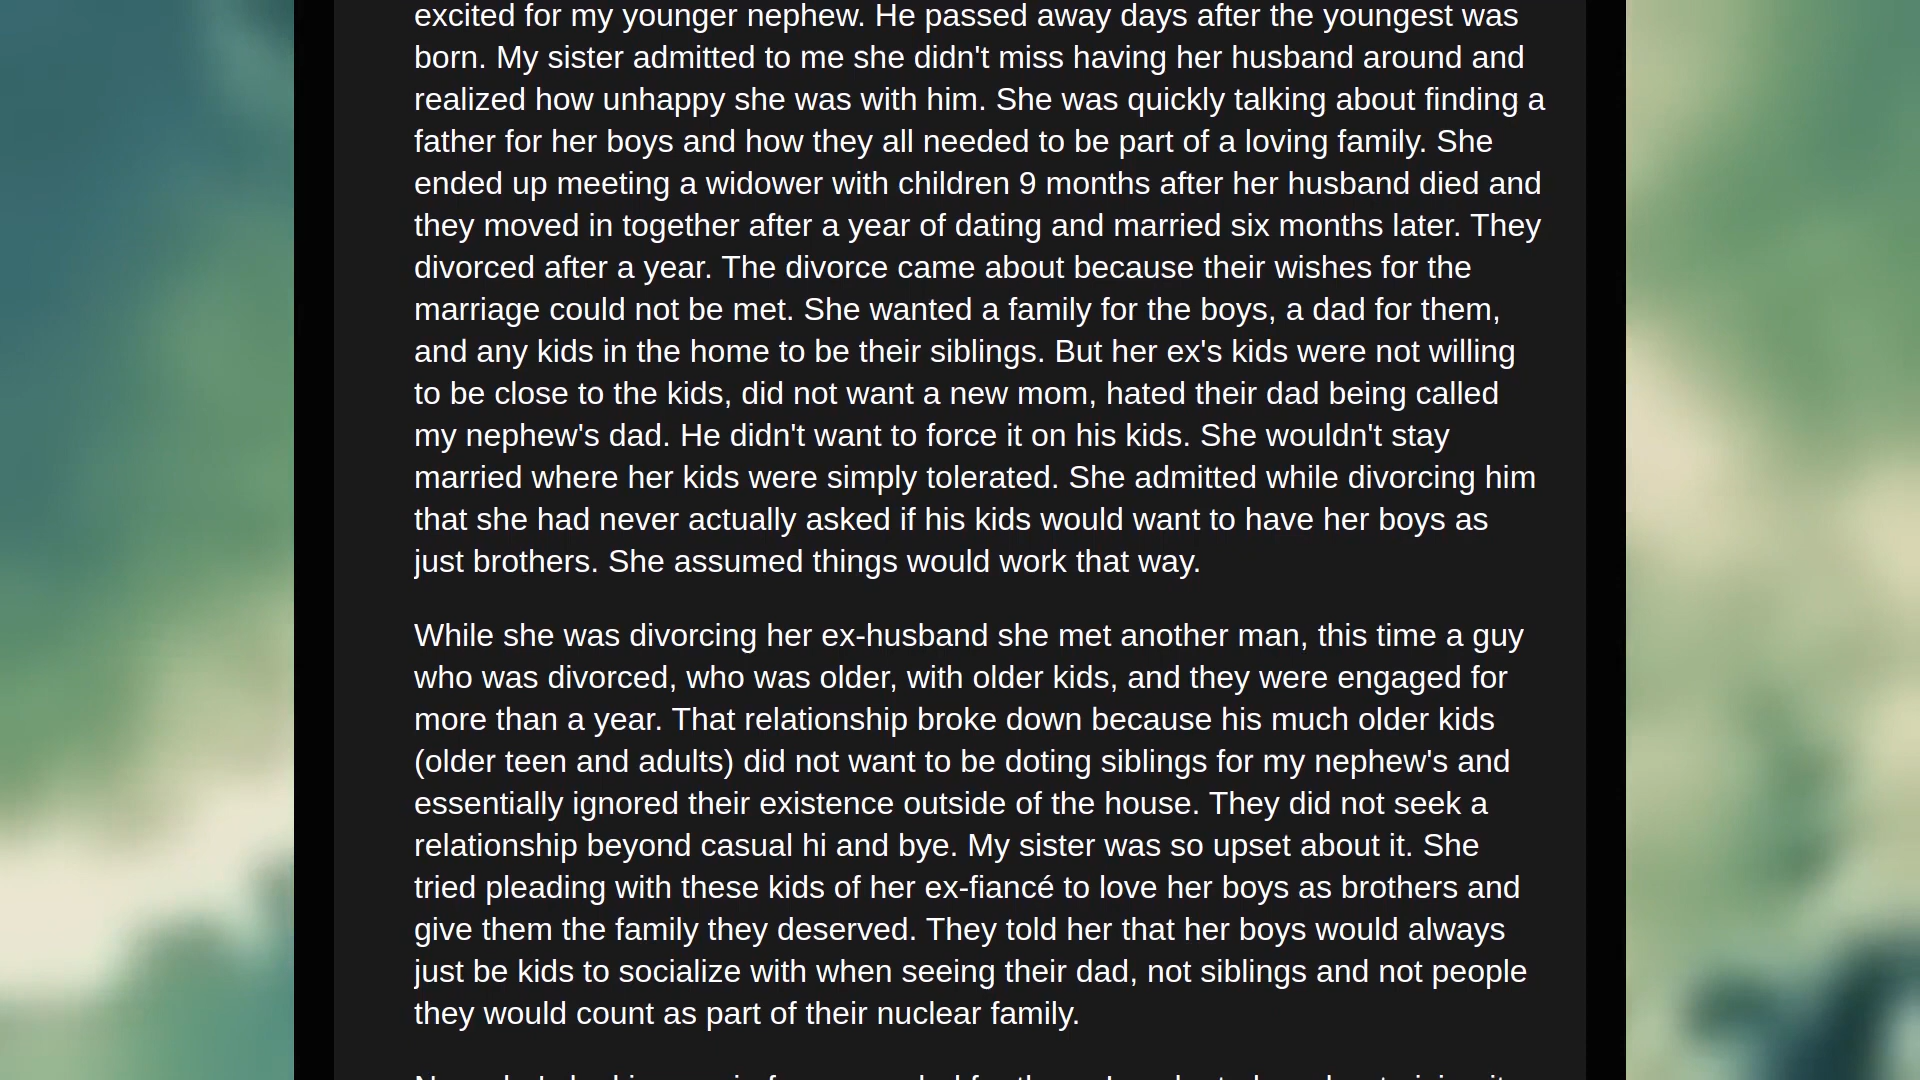 excited for my younger nephew. He passed away days after the youngest was
born. My sister admitted to me she didn't miss having her husband around and
realized how unhappy she was with him. She was quickly talking about finding a
father for her boys and how they all needed to be part of a loving family. She
ended up meeting a widower with children 9 months after her husband died and
they moved in together after a year of dating and married six months later. They
divorced after a year. The divorce came about because their wishes for the
marriage could not be met. She wanted a family for the boys, a dad for them,
and any kids in the home to be their siblings. But her ex's kids were not willing
to be close to the kids, did not want a new mom, hated their dad being called
my nephew's dad. He didn't want to force it on his kids. She wouldn't stay
married where her kids were simply tolerated. She admitted while divorcing him
that she had never actually asked if his kids would want to have her boys as
just brothers. She assumed things would work that way.
While she was divorcing her ex-husband she met another man, this time a guy
who was divorced, who was older, with older kids, and they were engaged for
more than a year. That relationship broke down because his much older kids
(older teen and adults) did not want to be doting siblings for my nephew's and
essentially ignored their existence outside of the house. They did not seek a
relationship beyond casual hi and bye. My sister was so upset about it. She
tried pleading with these kids of her ex-fiancé to love her boys as brothers and
give them the family they deserved. They told her that her boys would always
just be kids to socialize with when seeing their dad, not siblings and not people
they would count as part of their nuclear family.